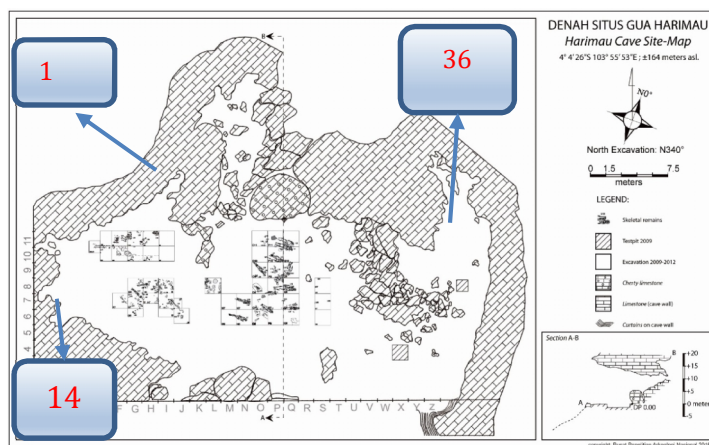 1
36
14
B
A
11
10
9
8
7
6
5
4
F G H I J K L M N O P Q R S T U V W X Y Z
DENAH SITUS GUA HARIMAU
Harimau Cave Site-Map
4° 4' 26"S 103° 55' 53"E ; ±164 meters asl.
N0°
North Excavation: N340°
0 1.5 7.5
meters
LEGEND:
Skeletal remains
Testpit 2009
Excavation 2009-2012
Cherty limestone
Limestone (cave wall)
Curtains on cave wall
Section A-B
B
A
DP 0.00
+20
+15
+10
+5
0 meter
-5